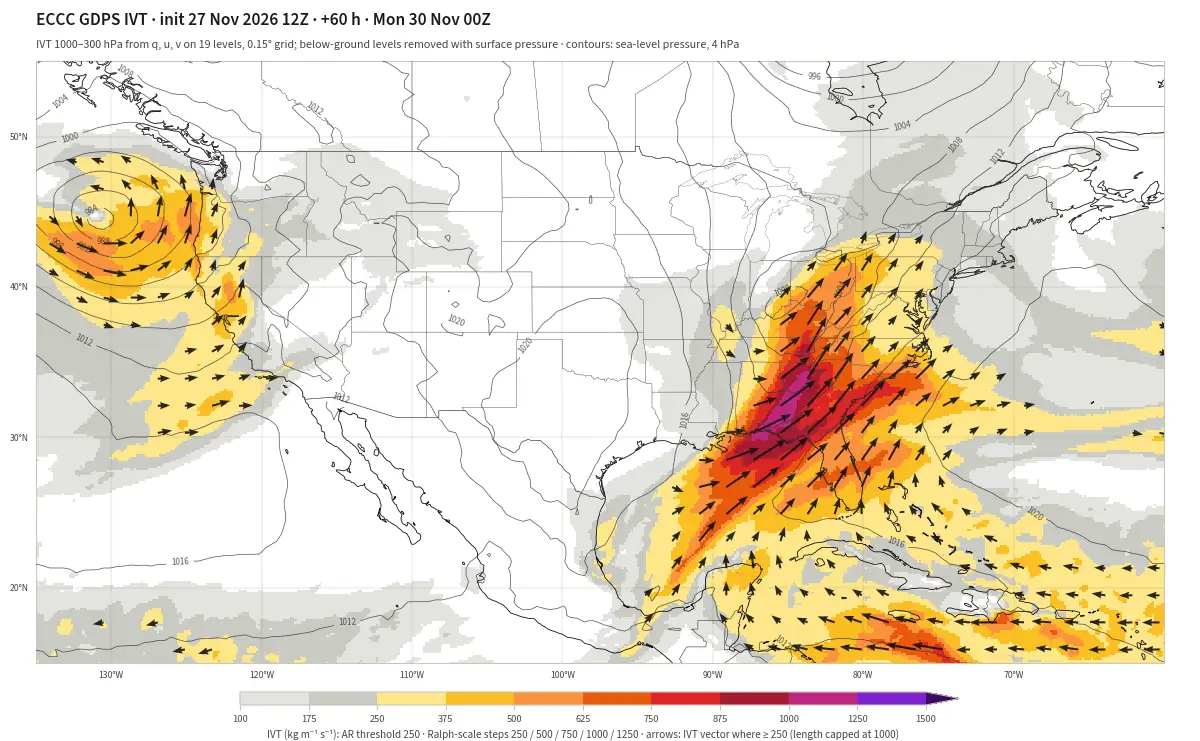 ECCC GDPS IVT · init 27 Nov 2026 12Z · +60 h · Mon 30 Nov 00Z
IVT 1000–300 hPa from q, u, v on 19 levels, 0.15° grid; below-ground levels removed with surface pressure · contours: sea-level pressure, 4 hPa
1008
996
1004
1012
1004
1000
50°N
1008
1012
988
40°N
1020
1012
1020
1012
1016
30°N
1020
1016
1016
20°N
1012
130°W
120°W
110°W
100°W
90°W
80°W
70°W
100
175
250
375
500
625
750
875
1000
1250
1500
IVT (kg m⁻¹ s⁻¹): AR threshold 250 · Ralph-scale steps 250 / 500 / 750 / 1000 / 1250 · arrows: IVT vector where ≥ 250 (length capped at 1000)